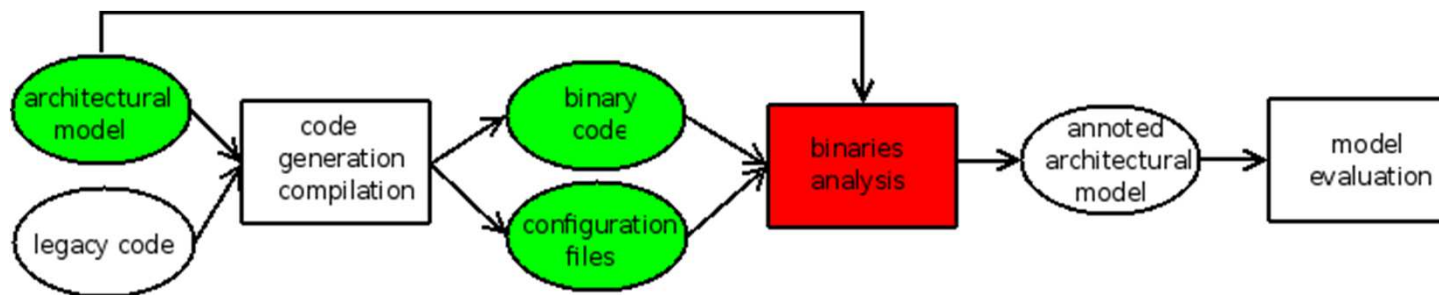 architectural
model
legacy code
code
generation
compilation
binary
code
configuration
files
binaries
analysis
annoted
architectural
model
model
evaluation